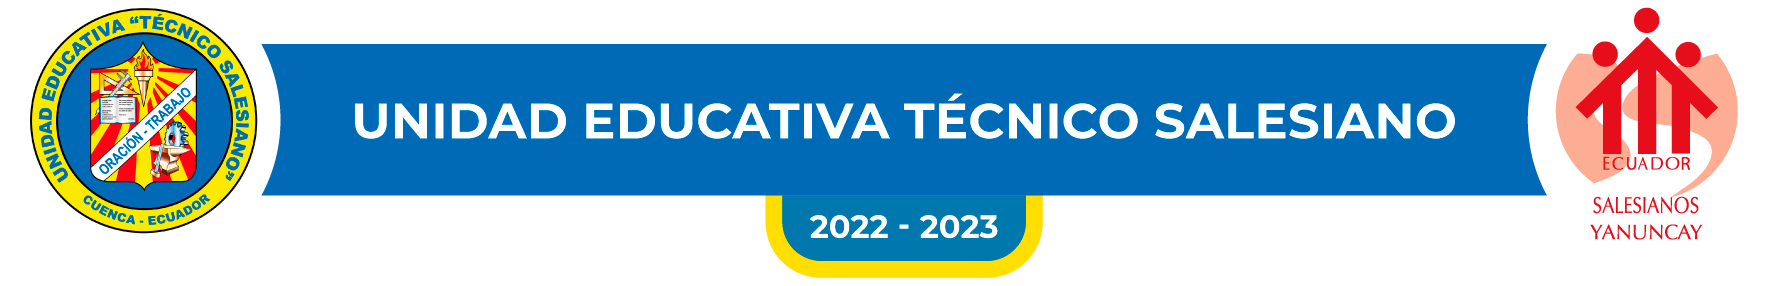 UNIDAD EDUCATIVA "TÉCNICO SALESIANO"
CUENCA - ECUADOR
ORACIÓN - TRABAJO
UNIDAD EDUCATIVA TÉCNICO SALESIANO
2022 - 2023
ECUADOR
SALESIANOS
YANUNCAY